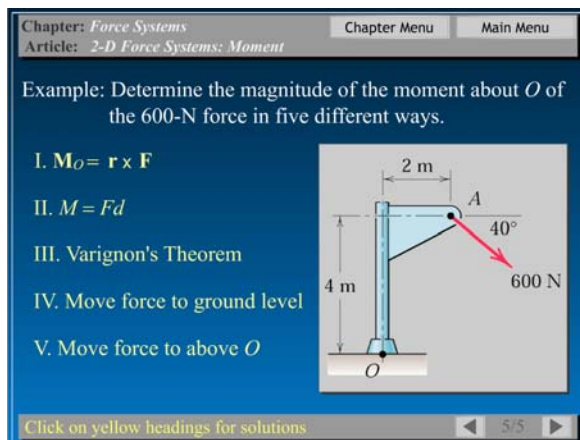 Chapter: Force Systems
Article: 2-D Force Systems: Moment
Chapter Menu
Main Menu
Example: Determine the magnitude of the moment about O of
the 600-N force in five different ways.
I. M_O = r x F
II. M = Fd
III. Varignon's Theorem
IV. Move force to ground level
V. Move force to above O
2 m
A
40°
600 N
4 m
O
Click on yellow headings for solutions
5/5